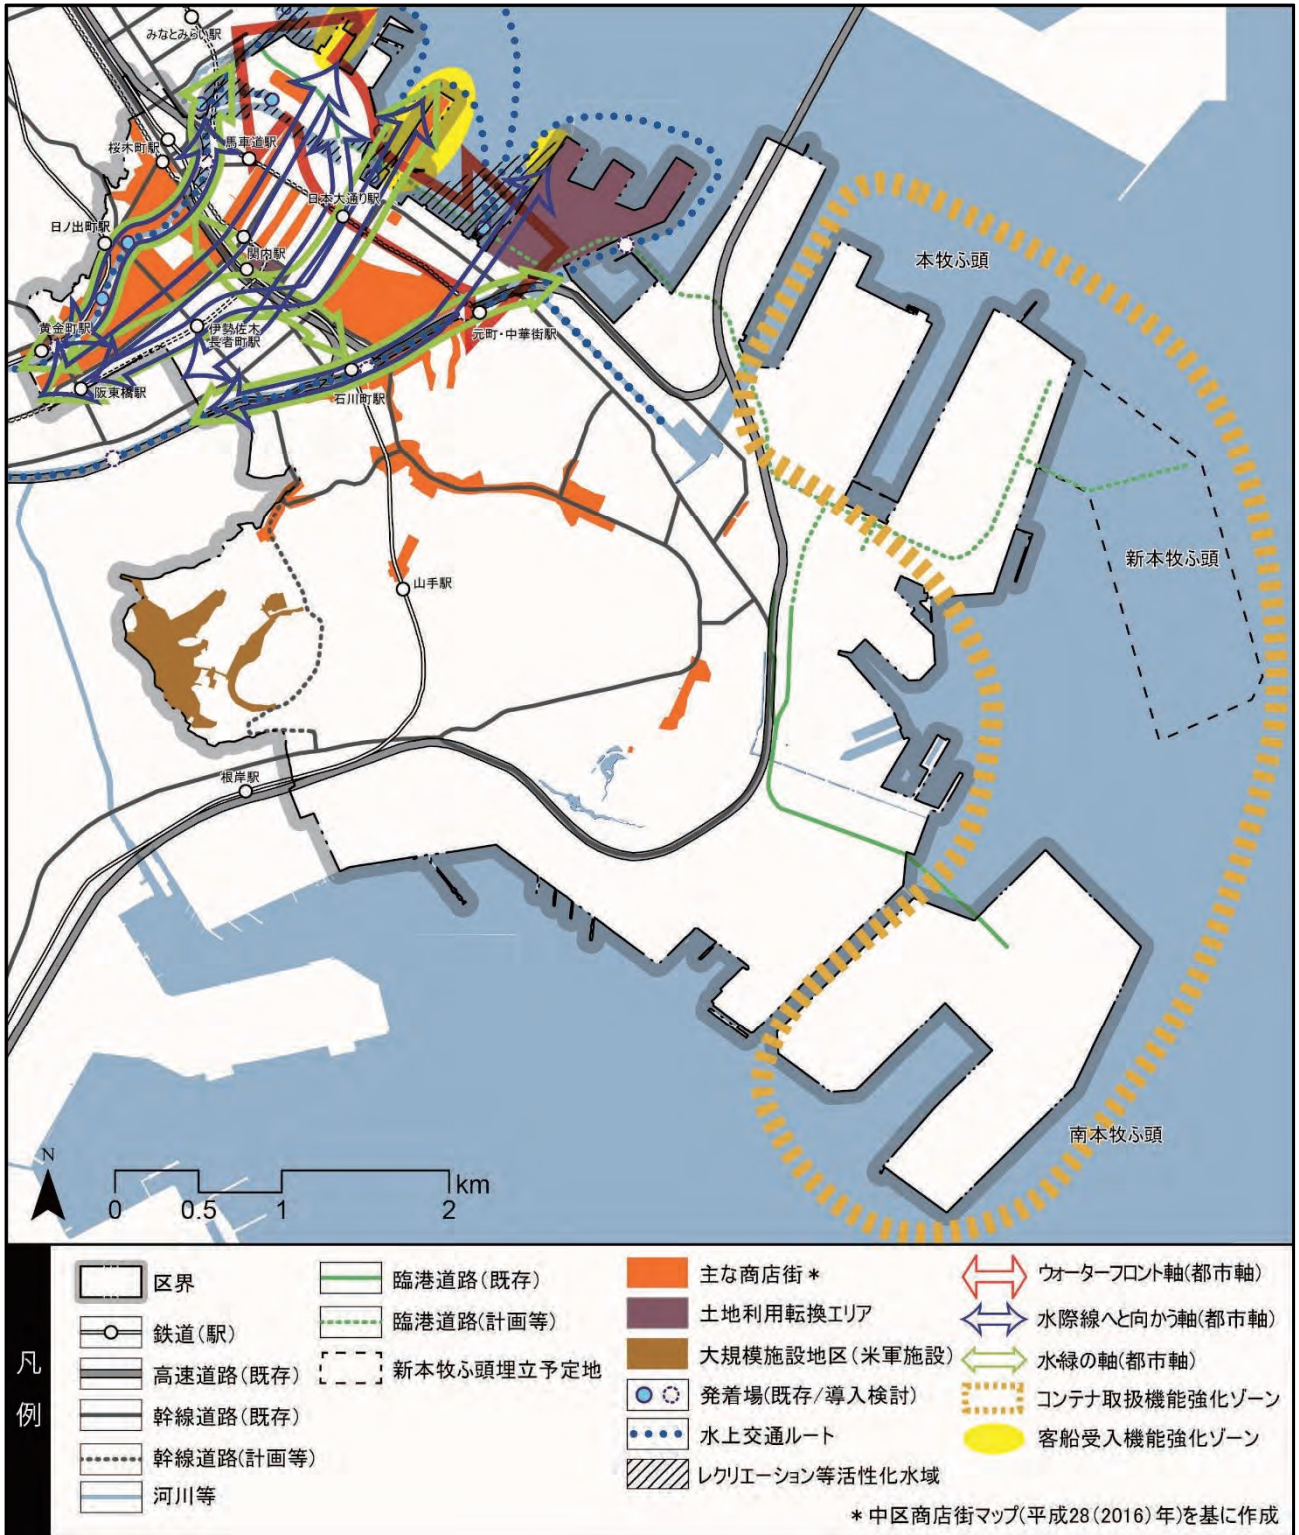 みなとみらい駅
桜木町駅
馬車道駅
日本大通り駅
日ノ出町駅
関内駅
黄金町駅
伊勢佐木
長者町駅
元町・中華街駅
阪東橋駅
石川町駅
本牧ふ頭
新本牧ふ頭
山手駅
根岸駅
南本牧ふ頭
N
km
0 0.5 1 2
凡例
区界
鉄道(駅)
高速道路(既存)
幹線道路(既存)
幹線道路(計画等)
河川等
臨港道路(既存)
臨港道路(計画等)
新本牧ふ頭埋立予定地
主な商店街*
土地利用転換エリア
大規模施設地区(米軍施設)
発着場(既存/導入検討)
水上交通ルート
レクリエーション等活性化水域
ウォーターフロント軸(都市軸)
水際線へと向かう軸(都市軸)
水・緑の軸(都市軸)
コンテナ取扱機能強化ゾーン
客船受入機能強化ゾーン
*中区商店街マップ(平成28(2016)年)を基に作成